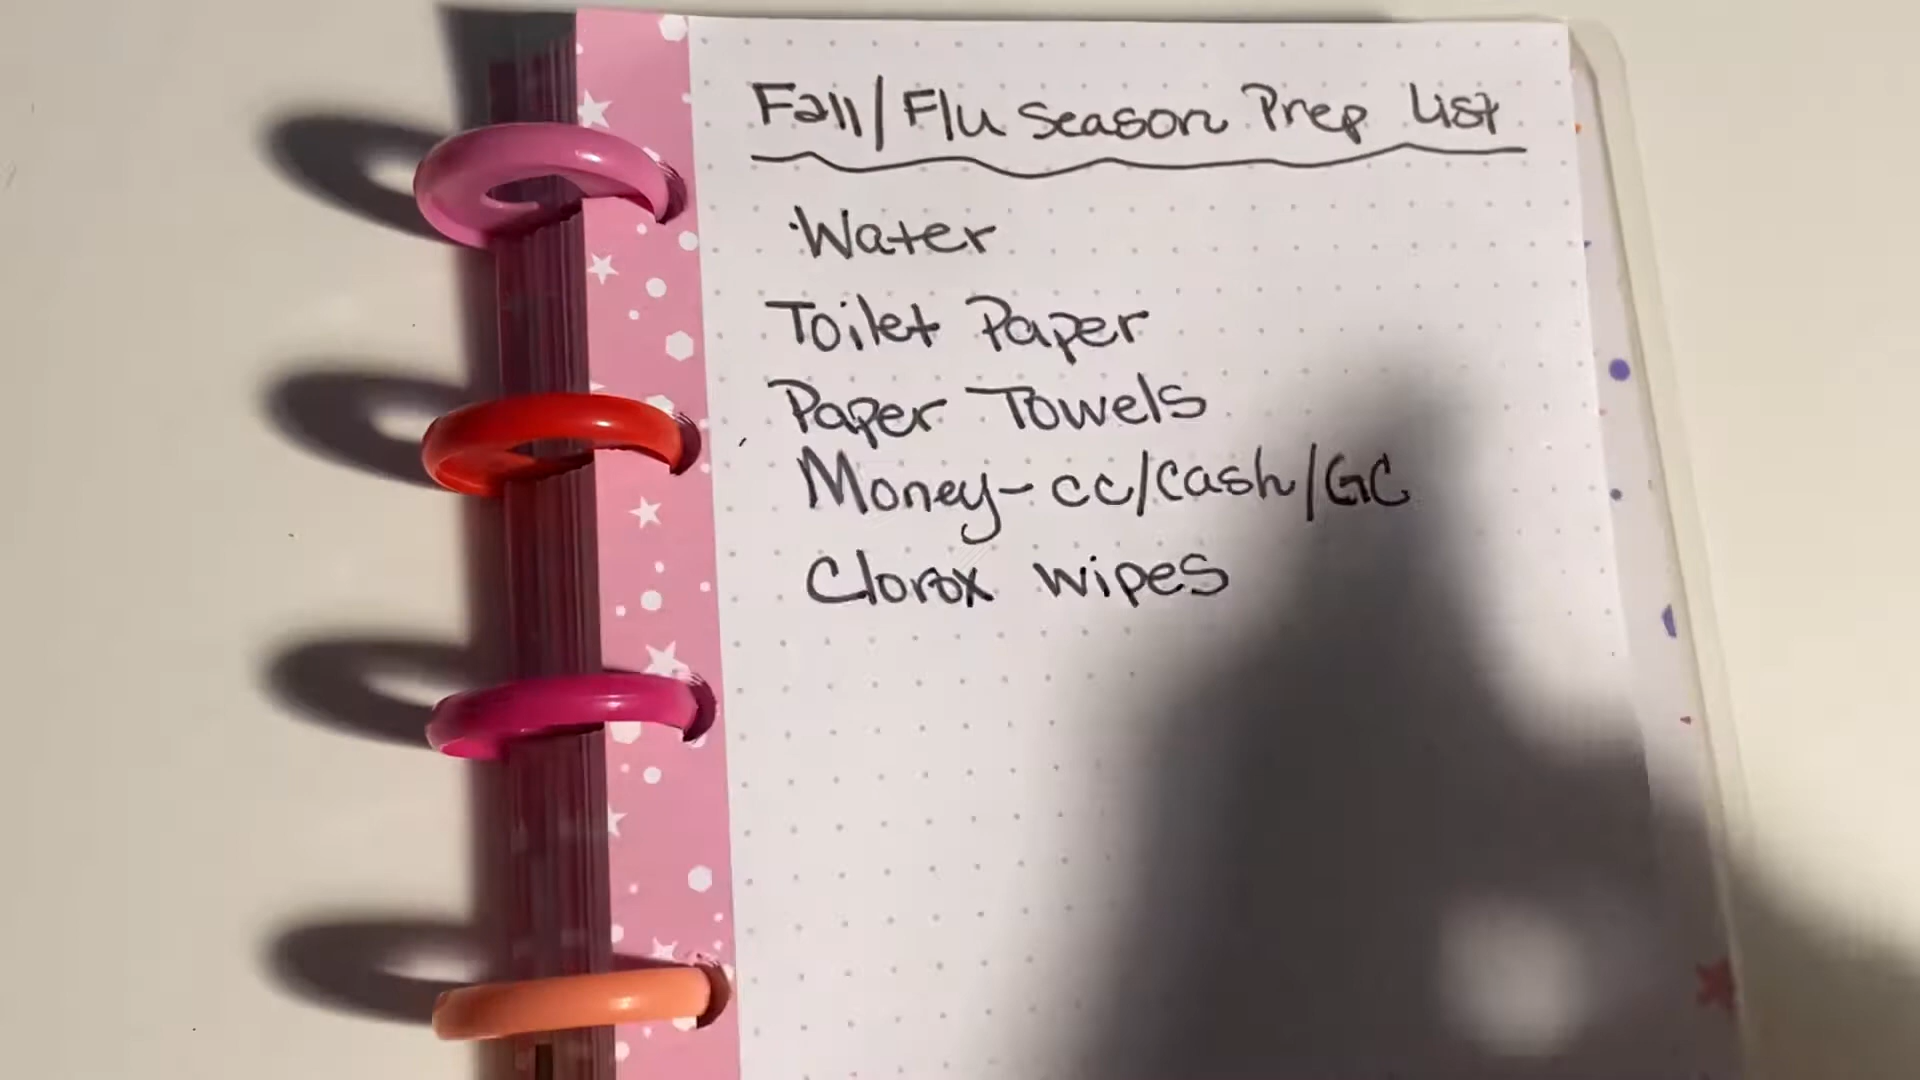 Fall/Flu Season Prep List
·Water
Toilet Paper
Paper Towels
Money-cc/cash/GC
Clorox wipes